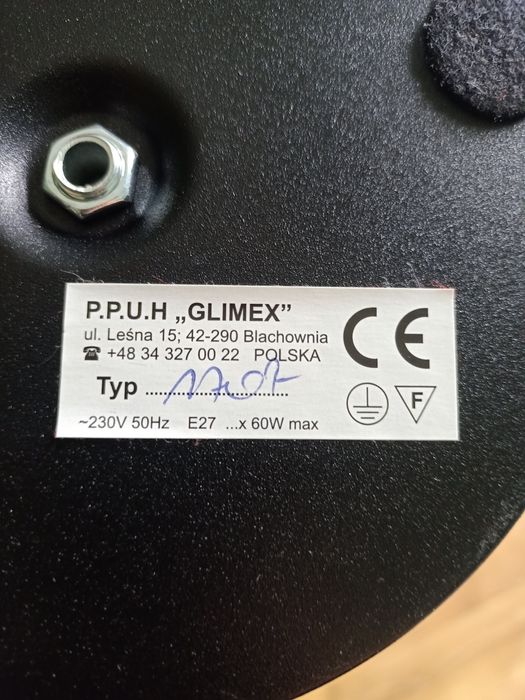 P.P.U.H „GLIMEX”
ul. Leśna 15; 42-290 Blachownia
☎ +48 34 327 00 22 POLSKA
CE
Typ ..............................
F
~230V 50Hz E27 ...x 60W max